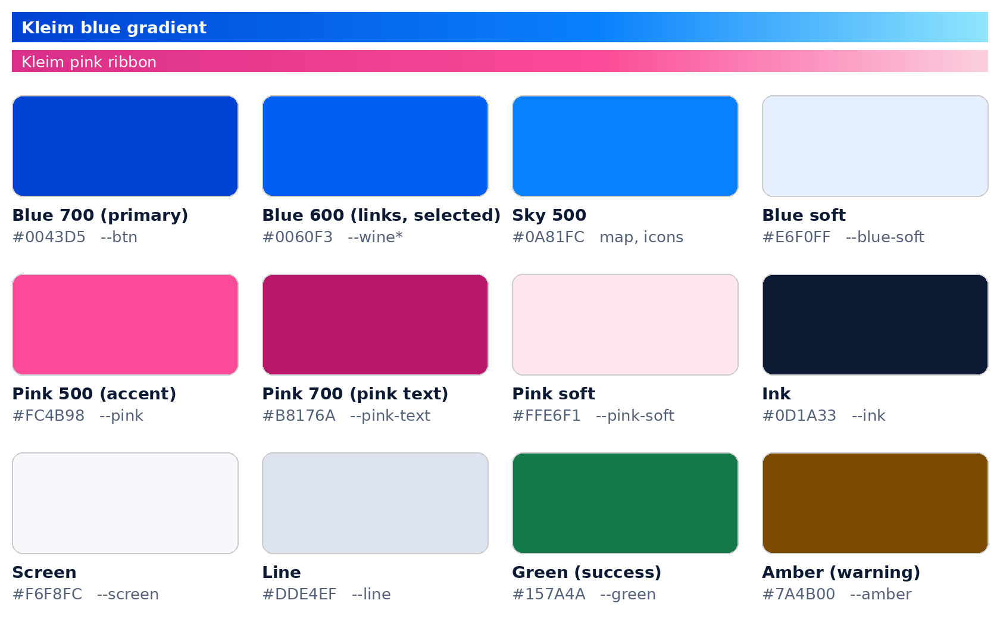 Kleim blue gradient
Kleim pink ribbon
Blue 700 (primary)
#0043D5 --btn
Blue 600 (links, selected)
#0060F3 --wine*
Sky 500
#0A81FC map, icons
Blue soft
#E6F0FF --blue-soft
Pink 500 (accent)
#FC4B98 --pink
Pink 700 (pink text)
#B8176A --pink-text
Pink soft
#FFE6F1 --pink-soft
Ink
#0D1A33 --ink
Screen
#F6F8FC --screen
Line
#DDE4EF --line
Green (success)
#157A4A --green
Amber (warning)
#7A4B00 --amber